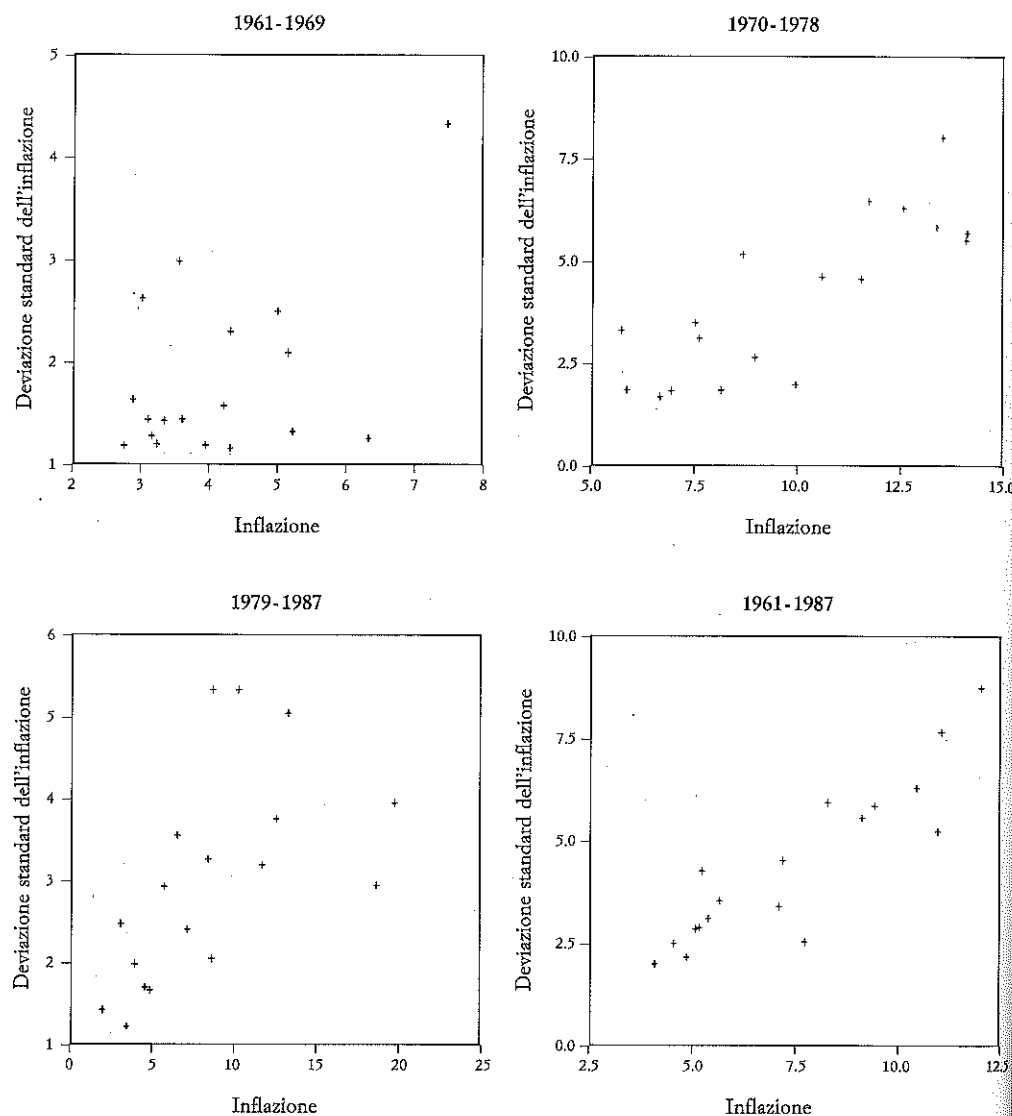 1961-1969
5
4
3
2
1
2 3 4 5 6 7 8
Deviazione standard dell'inflazione
Inflazione
1970-1978
10.0
7.5
5.0
2.5
0.0
5.0 7.5 10.0 12.5 15.0
Deviazione standard dell'inflazione
Inflazione
1979-1987
6
5
4
3
2
1
0 5 10 15 20 25
Deviazione standard dell'inflazione
Inflazione
1961-1987
10.0
7.5
5.0
2.5
0.0
2.5 5.0 7.5 10.0 12.5
Deviazione standard dell'inflazione
Inflazione